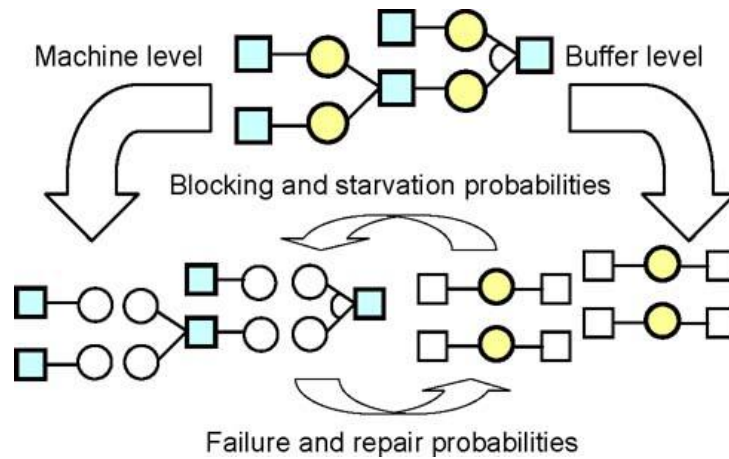 Machine level
Buffer level
Blocking and starvation probabilities
Failure and repair probabilities